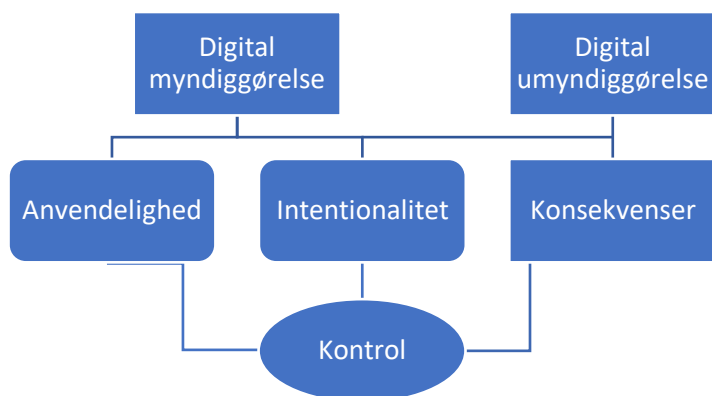 Digital
myndiggørelse
Digital
umyndiggørelse
Anvendelighed
Intentionalitet
Konsekvenser
Kontrol